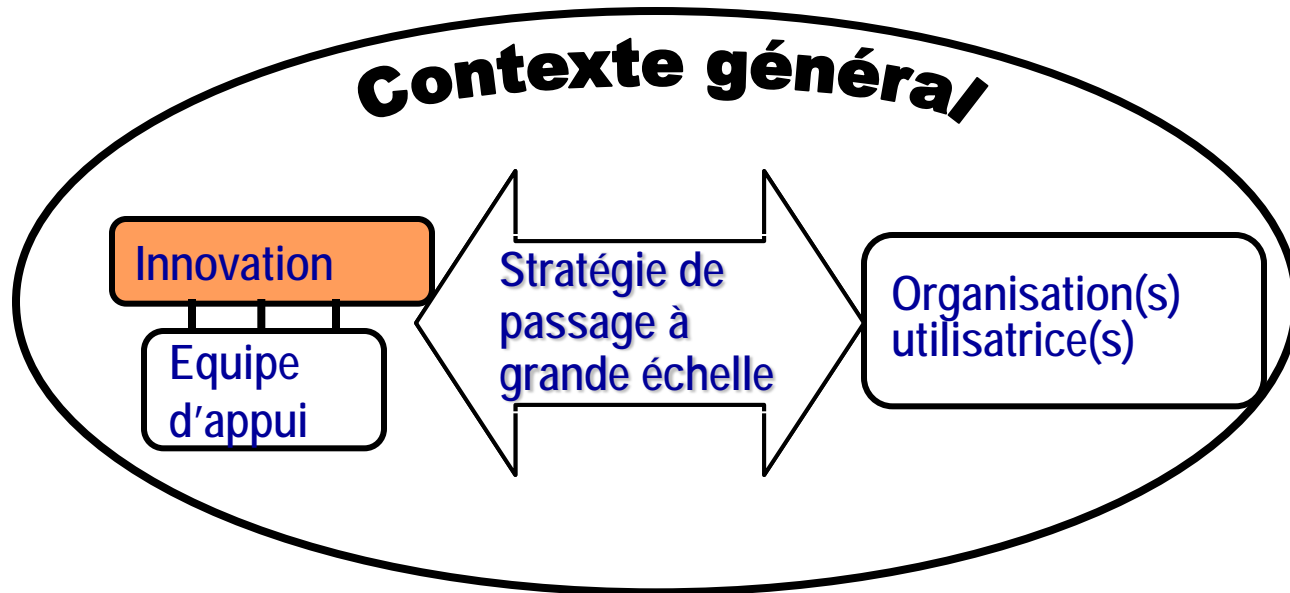 Contexte général
Innovation
Equipe
d'appui
Stratégie de
passage à
grande échelle
Organisation(s)
utilisatrice(s)